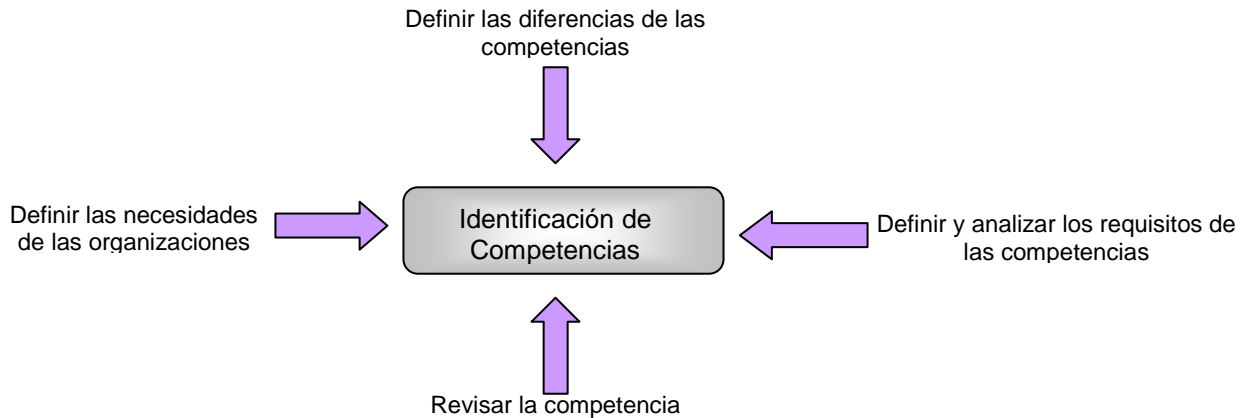 Definir las diferencias de las
competencias
Definir las necesidades
de las organizaciones
Identificación de
Competencias
Definir y analizar los requisitos de
las competencias
Revisar la competencia